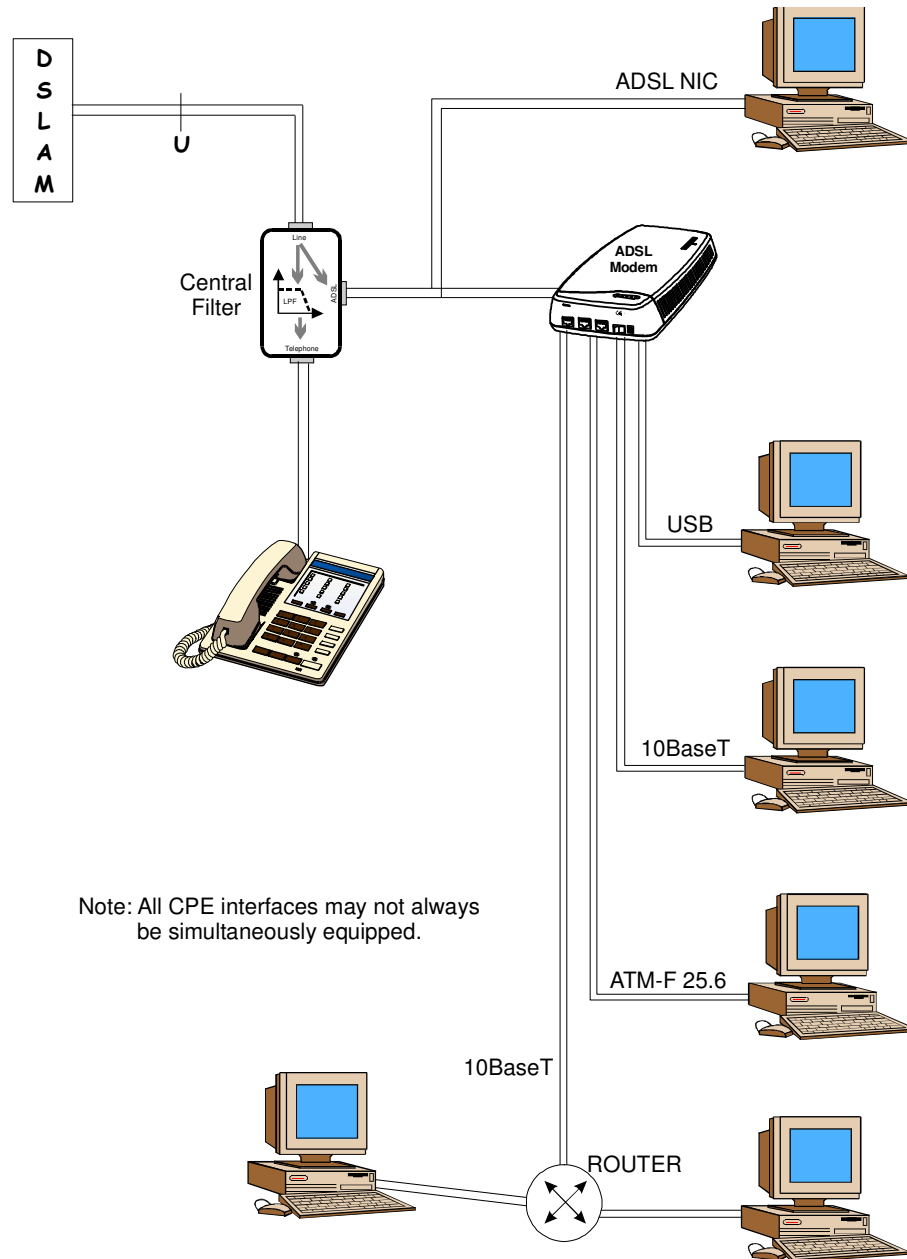 D
S
L
A
M
U
ADSL NIC
Central
Filter
Line
LPF
ADSL
Telephone
ADSL
Modem
USB
10BaseT
Note: All CPE interfaces may not always
be simultaneously equipped.
ATM-F 25.6
10BaseT
ROUTER